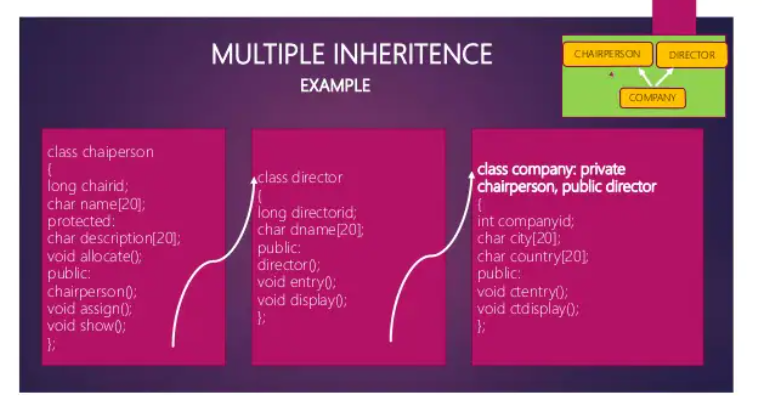 MULTIPLE INHERITENCE
EXAMPLE
CHAIRPERSON
DIRECTOR
COMPANY
class chaiperson
{
long chairid;
char name[20];
protected:
char description[20];
void allocate();
public:
chairperson();
void assign();
void show();
};
class director
{
long directorid;
char dname[20];
public:
director();
void entry();
void display();
};
class company: private
chairperson, public director
{
int companyid;
char city[20];
char country[20];
public:
void ctentry();
void ctdisplay();
};